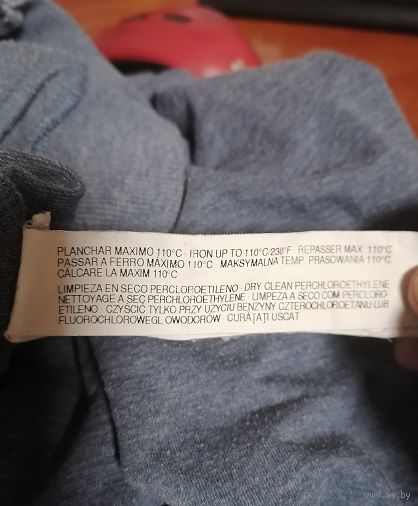 PLANCHAR MAXIMO 110°C · IRON UP TO 110°C/230°F · REPASSER MAX. 110°C
PASSAR A FERRO MÁXIMO 110°C · MAKSYMALNA TEMP. PRASOWANIA 110°C
CĂLCARE LA MAXIM 110°C
LIMPIEZA EN SECO PERCLOROETILENO · DRY CLEAN PERCHLOROETHYLENE
NETTOYAGE A SEC PERCHLOROETHYLENE · LIMPEZA A SECO COM PERCLORO-
ETILENO · CZYŚCIĆ TYLKO PRZY UŻYCIU BENZYNY CZTEROCHLOROETANU LUB
FLUOROCHLOROWĘGLOWODOROW · CURĂŢAŢI USCAT